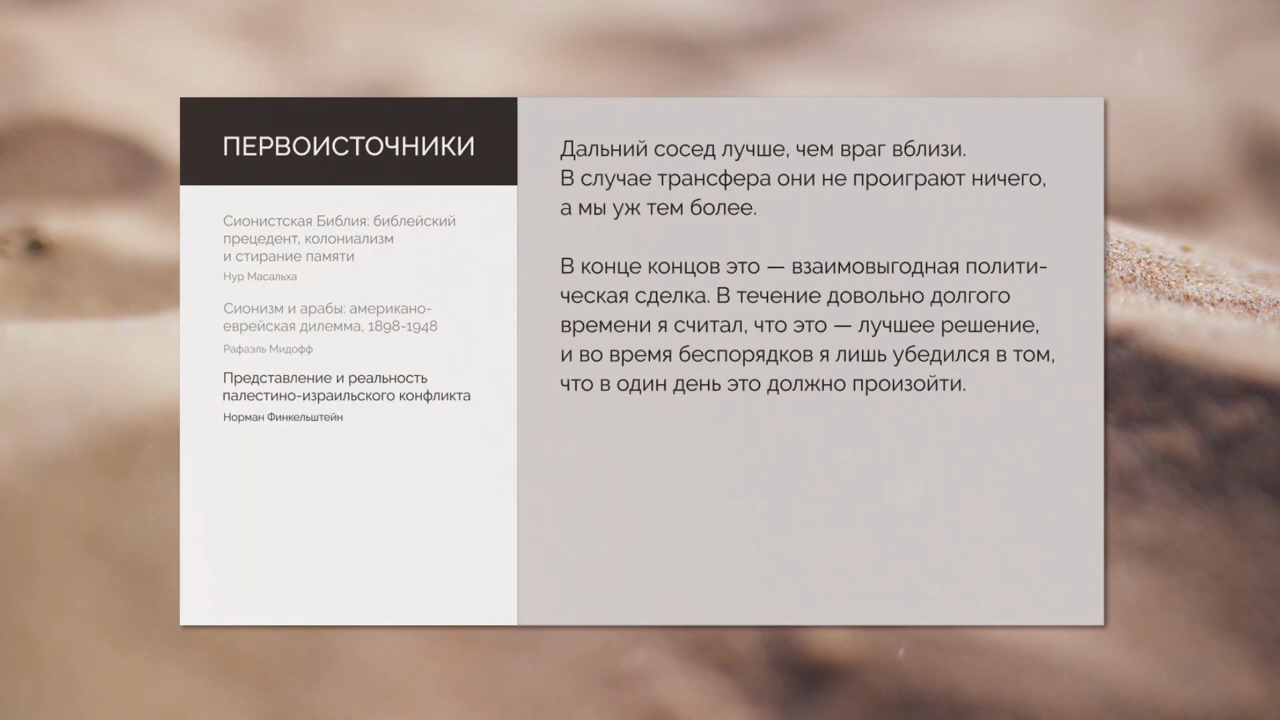 ПЕРВОИСТОЧНИКИ
Сионистская Библия: библейский
прецедент, колониализм
и стирание памяти
Нур Масальха
Сионизм и арабы: американо-
еврейская дилемма, 1898-1948
Рафаэль Мидофф
Представление и реальность
палестино-израильского конфликта
Норман Финкельштейн
Дальний сосед лучше, чем враг вблизи.
В случае трансфера они не проиграют ничего,
а мы уж тем более.
В конце концов это — взаимовыгодная полити-
ческая сделка. В течение довольно долгого
времени я считал, что это — лучшее решение,
и во время беспорядков я лишь убедился в том,
что в один день это должно произойти.